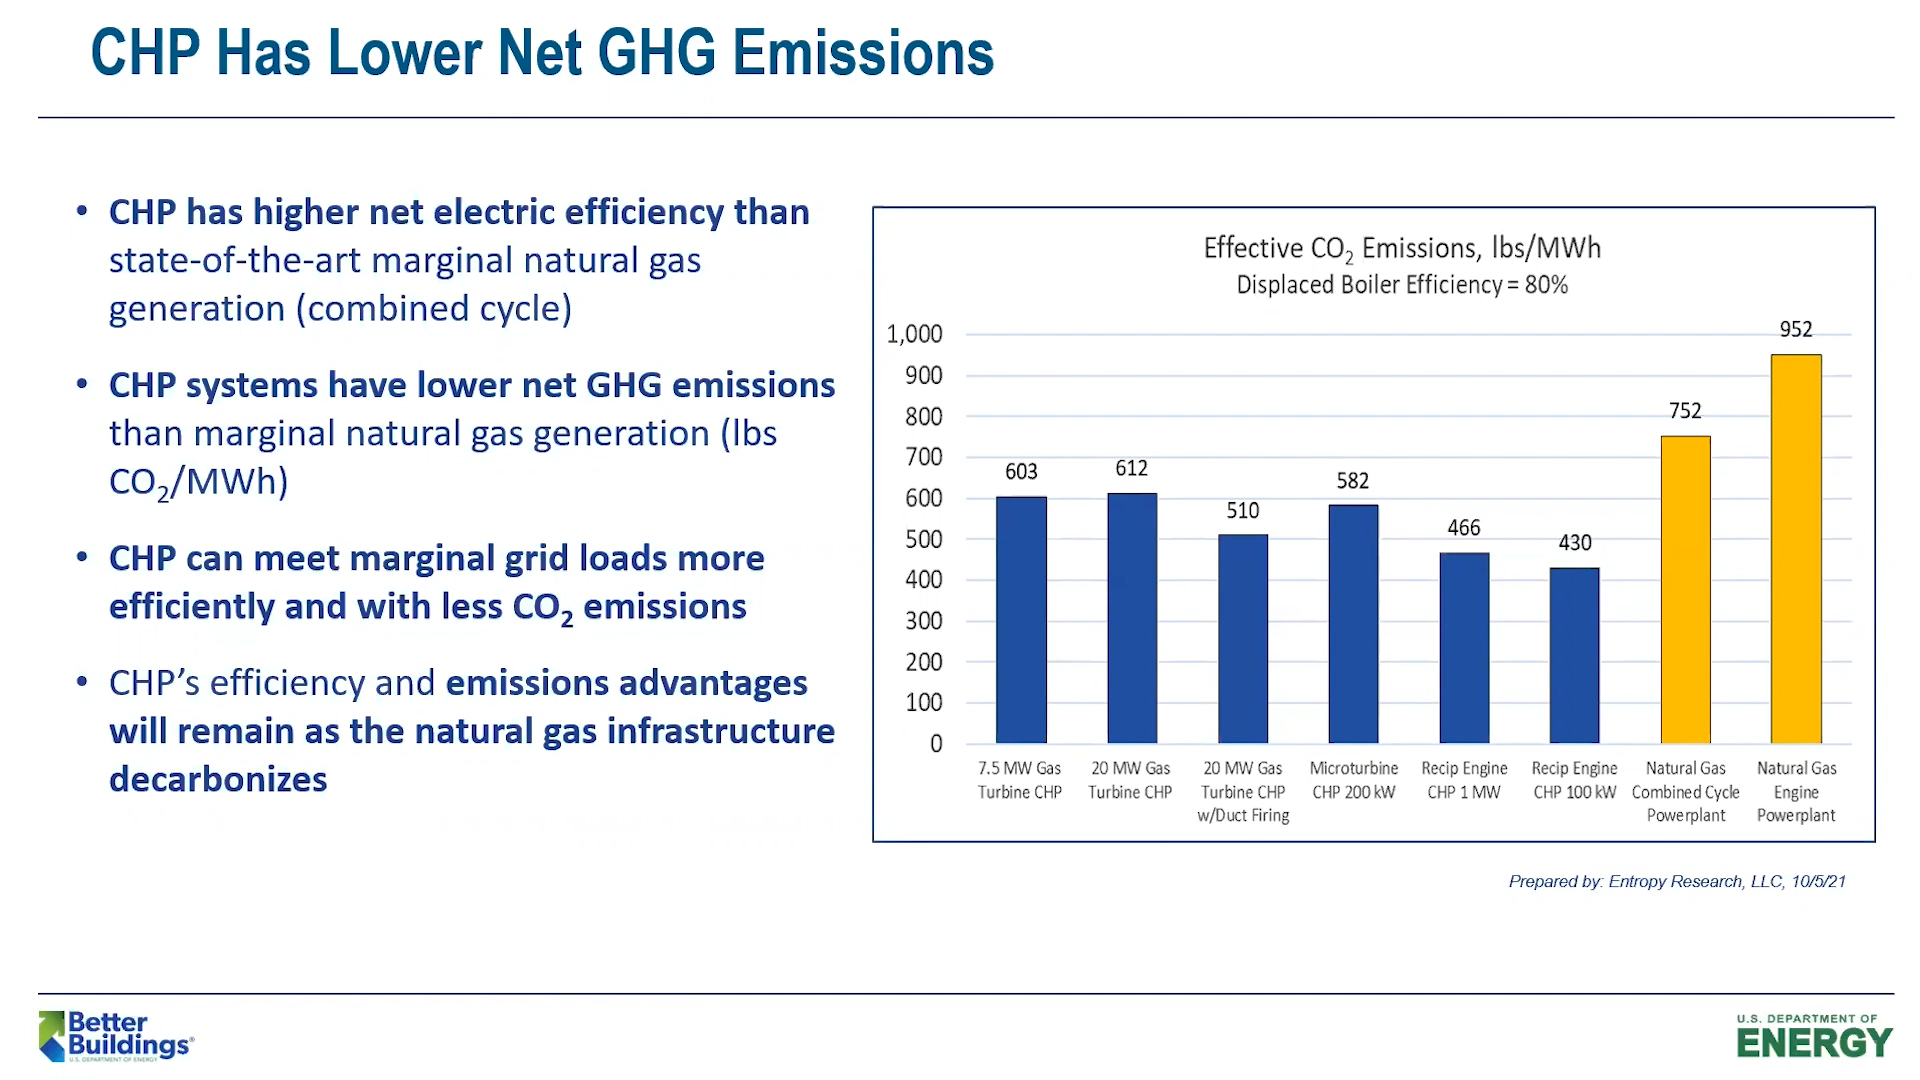 CHP Has Lower Net GHG Emissions
• CHP has higher net electric efficiency than
state-of-the-art marginal natural gas
generation (combined cycle)
• CHP systems have lower net GHG emissions
than marginal natural gas generation (lbs
CO₂/MWh)
• CHP can meet marginal grid loads more
efficiently and with less CO₂ emissions
• CHP’s efficiency and emissions advantages
will remain as the natural gas infrastructure
decarbonizes
Effective CO₂ Emissions, lbs/MWh
Displaced Boiler Efficiency = 80%
1,000
900
800
700
600
500
400
300
200
100
0
603
612
510
582
466
430
752
952
7.5 MW Gas
Turbine CHP
20 MW Gas
Turbine CHP
20 MW Gas
Turbine CHP
w/Duct Firing
Microturbine
CHP 200 kW
Recip Engine
CHP 1 MW
Recip Engine
CHP 100 kW
Natural Gas
Combined Cycle
Powerplant
Natural Gas
Engine
Powerplant
Prepared by: Entropy Research, LLC, 10/5/21
Better
Buildings®
U.S. DEPARTMENT OF ENERGY
U.S. DEPARTMENT OF
ENERGY